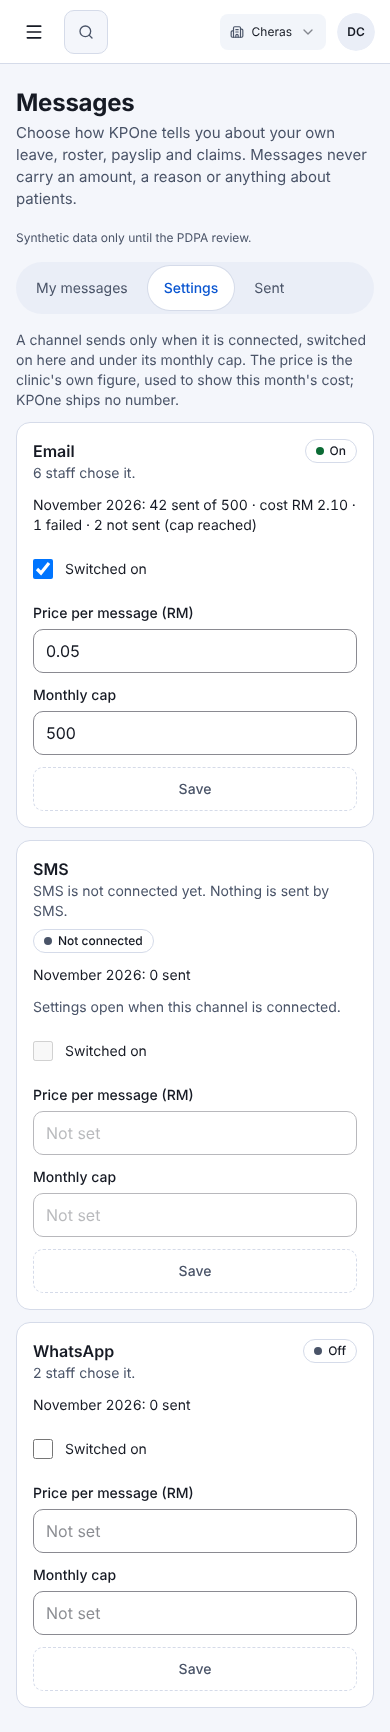 Cheras
DC
Messages
Choose how KPOne tells you about your own
leave, roster, payslip and claims. Messages never
carry an amount, a reason or anything about
patients.
Synthetic data only until the PDPA review.
My messages
Settings
Sent
A channel sends only when it is connected, switched
on here and under its monthly cap. The price is the
clinic's own figure, used to show this month's cost;
KPOne ships no number.
Email
On
6 staff chose it.
November 2026: 42 sent of 500 · cost RM 2.10 ·
1 failed · 2 not sent (cap reached)
Switched on
Price per message (RM)
0.05
Monthly cap
500
Save
SMS
SMS is not connected yet. Nothing is sent by
SMS.
Not connected
November 2026: 0 sent
Settings open when this channel is connected.
Switched on
Price per message (RM)
Not set
Monthly cap
Not set
Save
WhatsApp
Off
2 staff chose it.
November 2026: 0 sent
Switched on
Price per message (RM)
Not set
Monthly cap
Not set
Save